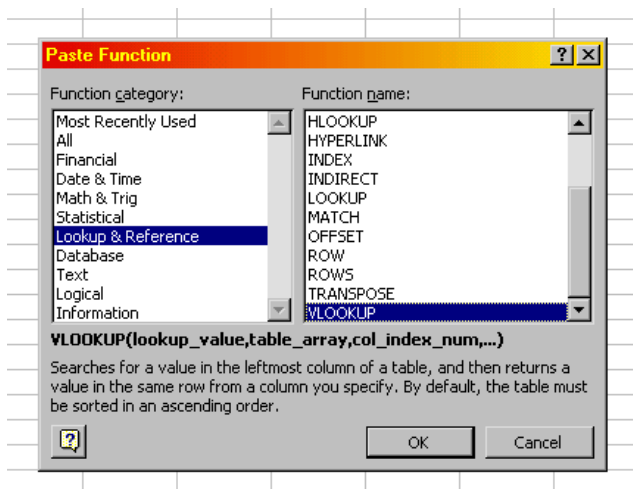 Paste Function
? ×
Function category:
Function name:
Most Recently Used
All
Financial
Date & Time
Math & Trig
Statistical
Lookup & Reference
Database
Text
Logical
Information
HLOOKUP
HYPERLINK
INDEX
INDIRECT
LOOKUP
MATCH
OFFSET
ROW
ROWS
TRANSPOSE
VLOOKUP
VLOOKUP(lookup_value,table_array,col_index_num,...)
Searches for a value in the leftmost column of a table, and then returns a
value in the same row from a column you specify. By default, the table must
be sorted in an ascending order.
?
OK
Cancel